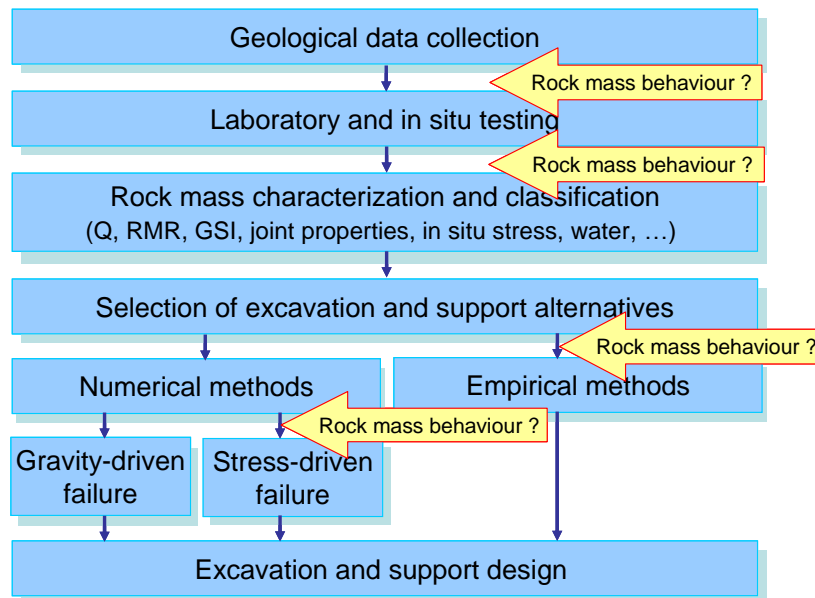 Geological data collection
Rock mass behaviour ?
Laboratory and in situ testing
Rock mass behaviour ?
Rock mass characterization and classification
(Q, RMR, GSI, joint properties, in situ stress, water, …)
Selection of excavation and support alternatives
Rock mass behaviour ?
Numerical methods
Empirical methods
Rock mass behaviour ?
Gravity-driven
failure
Stress-driven
failure
Excavation and support design